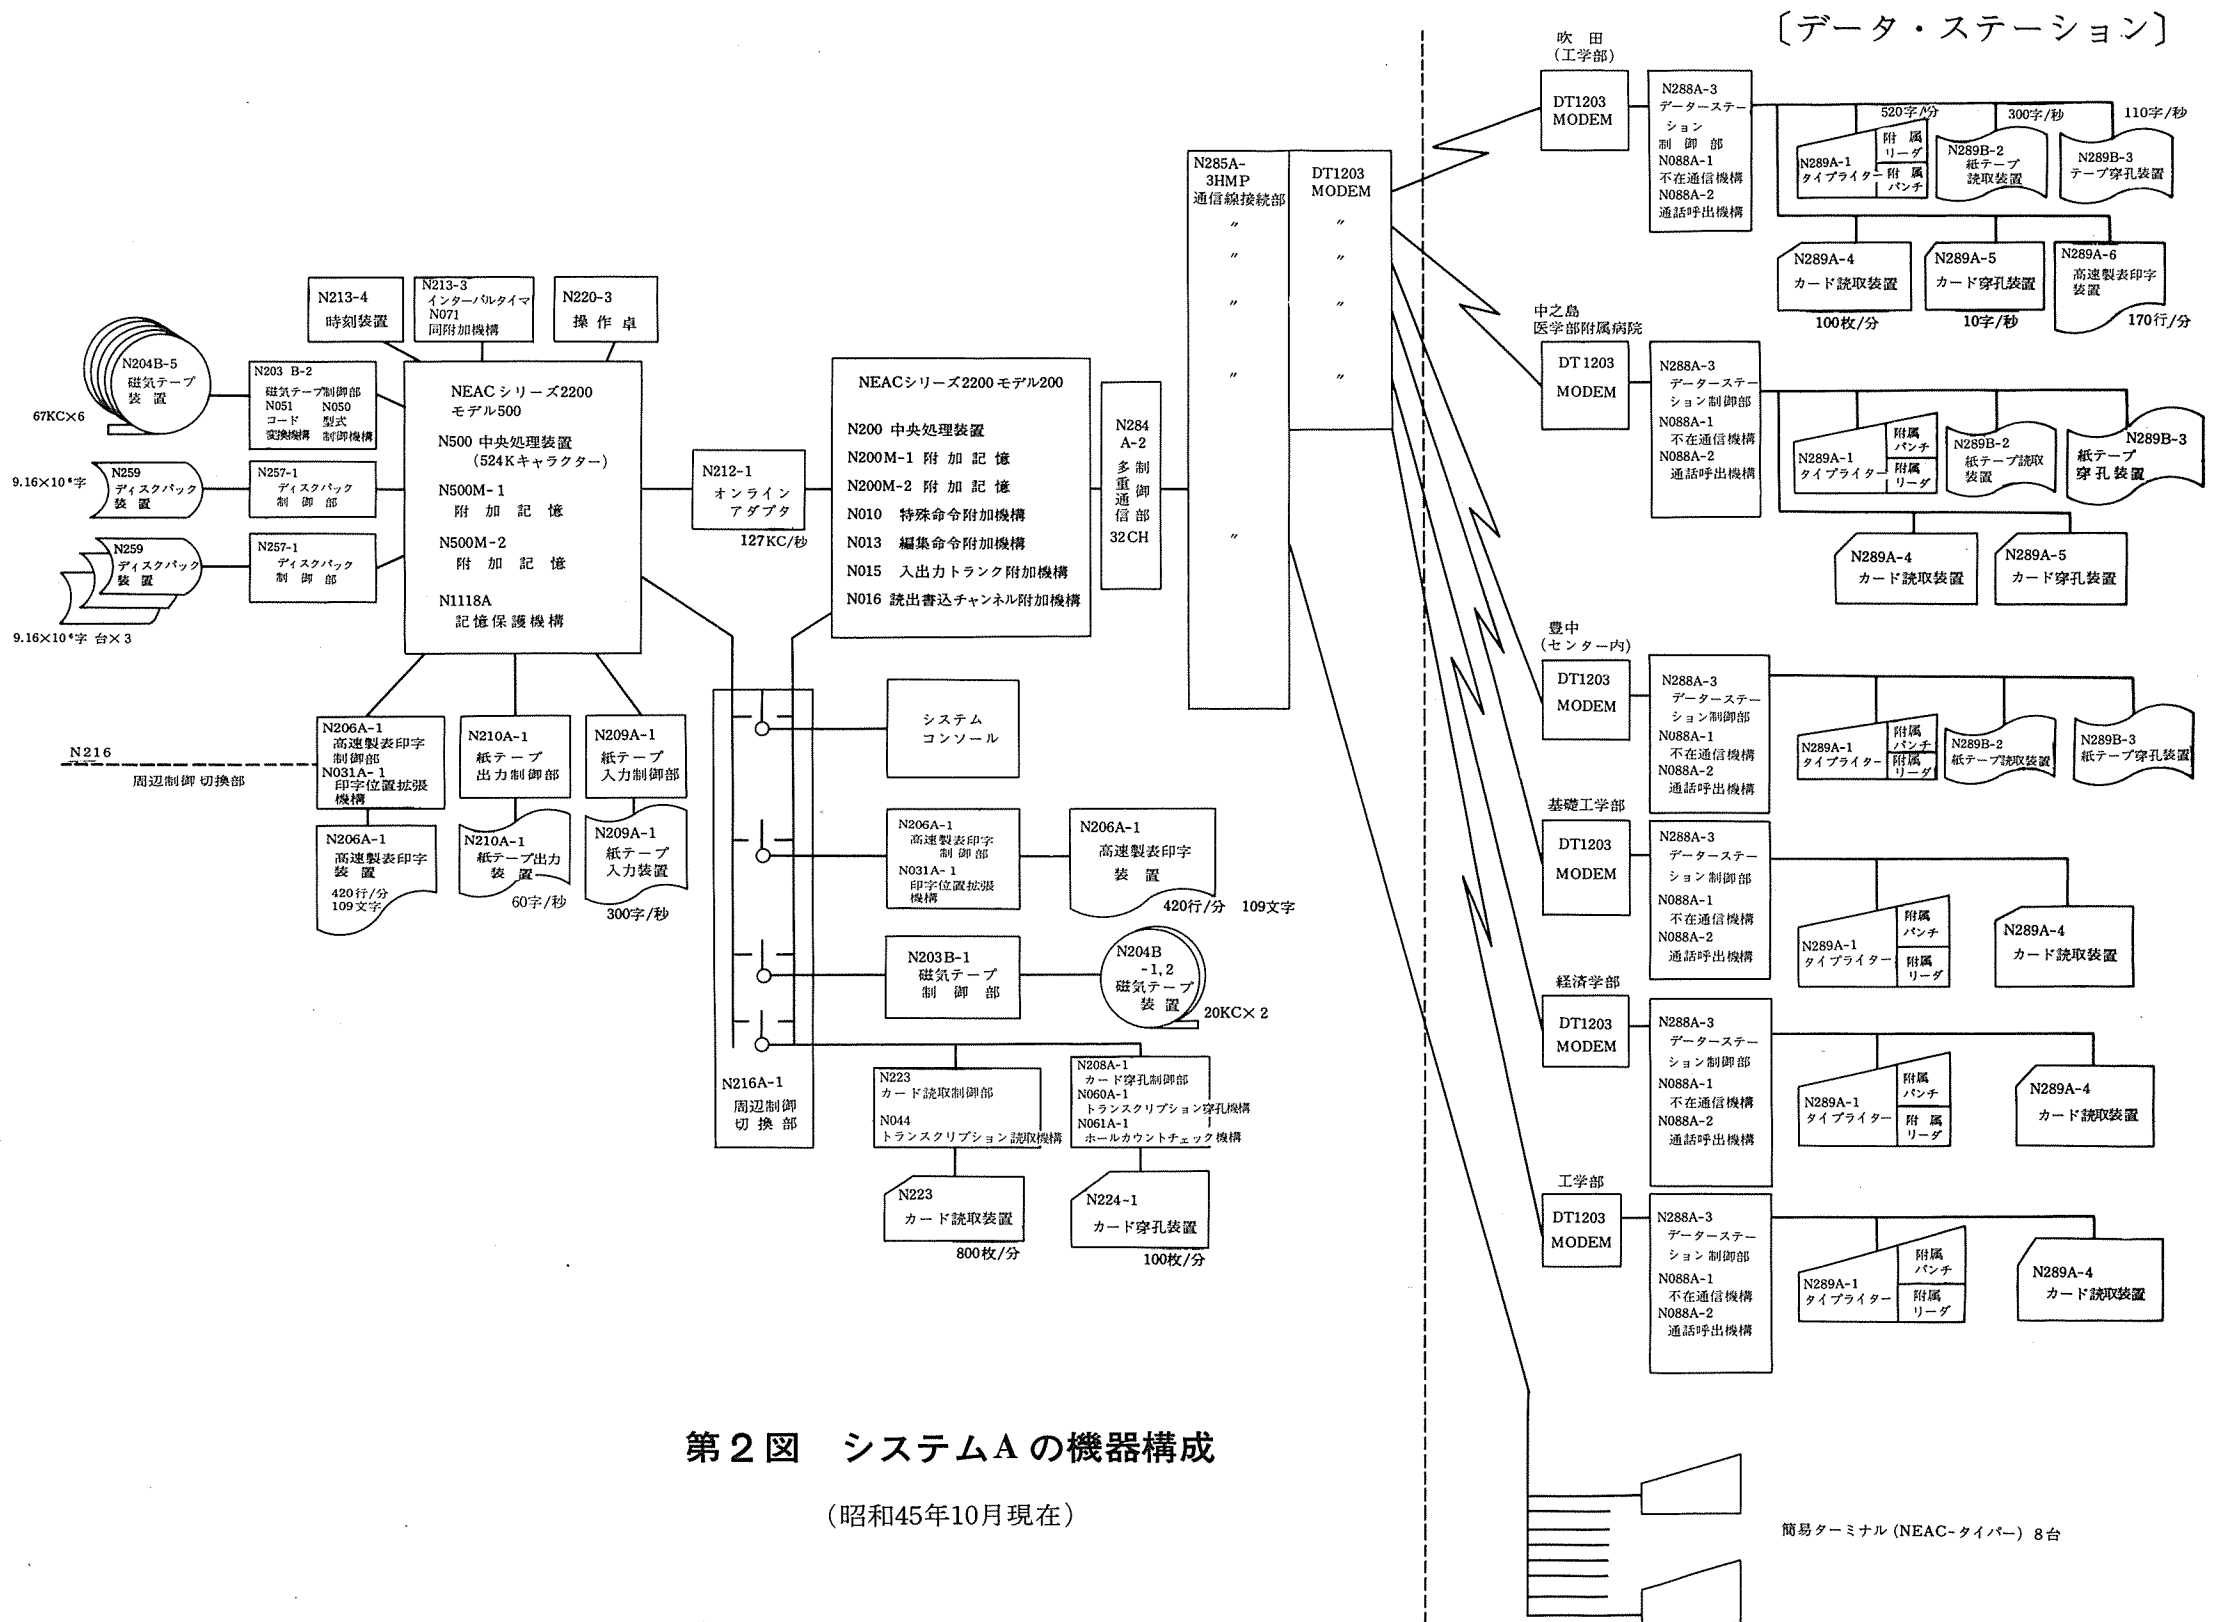 〔データ・ステーション〕
N204B-5
磁気テープ
装 置
67KC×6
N203 B-2
磁気テープ制御部
N051 N050
コード 型式
変換機構 制御機構
N213-4
時刻装置
N213-3
インターバルタイマ
N071
同附加機構
N220-3
操 作 卓
N259
ディスクパック
装 置
N257-1
ディスクパック
制 御 部
N259
ディスクパック
装 置
9.16×10⁶字 台×3
N257-1
ディスクパック
制 御 部
9.16×10⁶字
NEACシリーズ2200
モデル500
N500 中央処理装置
(524Kキャラクター)
N500M-1
附 加 記 憶
N500M-2
附 加 記 憶
N1118A
記憶保護機構
N212-1
オンライン
アダプタ
127KC/秒
NEACシリーズ2200モデル200
N200 中央処理装置
N200M-1 附 加 記 憶
N200M-2 附 加 記 憶
N010 特殊命令附加機構
N013 編集命令附加機構
N015 入出力トランク附加機構
N016 読出書込チャンネル附加機構
N284
A-2
多重通信
制御部
32CH
N285A-
3HMP
通信線接続部
〃
〃
〃
〃
〃
DT1203
MODEM
〃
〃
〃
〃
N216
周辺制御切換部
N206A-1
高速製表印字
制御部
N031A-1
印字位置拡張
機構
N210A-1
紙テープ
出力制御部
N209A-1
紙テープ
入力制御部
N206A-1
高速製表印字
装 置
420行/分
109文字
N210A-1
紙テープ出力
装 置
60字/秒
N209A-1
紙テープ
入力装置
300字/秒
システム
コンソール
N206A-1
高速製表印字
制 御 部
N031A-1
印字位置拡張
機構
N206A-1
高速製表印字
装 置
420行/分 109文字
N203B-1
磁気テープ
制 御 部
N204B
-1,2
磁気テープ
装 置
20KC×2
N216A-1
周辺制御
切 換 部
N223
カード読取制御部
N044
トランスクリプション読取機構
N208A-1
カード穿孔制御部
N060A-1
トランスクリプション穿孔機構
N061A-1
ホールカウントチェック機構
N223
カード読取装置
800枚/分
N224-1
カード穿孔装置
100枚/分
吹 田
(工学部)
DT1203
MODEM
N288A-3
データーステー
ション
制 御 部
N088A-1
不在通信機構
N088A-2
通話呼出機構
520字/分
N289A-1
タイプライター
附 属
リーダ
附 属
パンチ
300字/秒
N289B-2
紙テープ
読取装置
110字/秒
N289B-3
テープ穿孔装置
N289A-4
カード読取装置
100枚/分
N289A-5
カード穿孔装置
10字/秒
N289A-6
高速製表印字
装置
170行/分
中之島
医学部附属病院
DT1203
MODEM
N288A-3
データーステー
ション制御部
N088A-1
不在通信機構
N088A-2
通話呼出機構
N289A-1
タイプライター
附属
パンチ
附属
リーダ
N289B-2
紙テープ読取
装置
N289B-3
紙テープ
穿孔装置
N289A-4
カード読取装置
N289A-5
カード穿孔装置
豊中
(センター内)
DT1203
MODEM
N288A-3
データーステー
ション制御部
N088A-1
不在通信機構
N088A-2
通話呼出機構
N289A-1
タイプライター
附属
パンチ
附属
リーダ
N289B-2
紙テープ読取装置
N289B-3
紙テープ穿孔装置
基礎工学部
DT1203
MODEM
N288A-3
データーステー
ション制御部
N088A-1
不在通信機構
N088A-2
通話呼出機構
N289A-1
タイプライター
附属
パンチ
附属
リーダ
N289A-4
カード読取装置
経済学部
DT1203
MODEM
N288A-3
データーステー
ション制御部
N088A-1
不在通信機構
N088A-2
通話呼出機構
N289A-1
タイプライター
附属
パンチ
附 属
リーダ
N289A-4
カード読取装置
工学部
DT1203
MODEM
N288A-3
データーステー
ション制御部
N088A-1
不在通信機構
N088A-2
通話呼出機構
N289A-1
タイプライター
附属
パンチ
附属
リーダ
N289A-4
カード読取装置
簡易ターミナル(NEAC-タイパー) 8台
第2図 システムAの機器構成
(昭和45年10月現在)